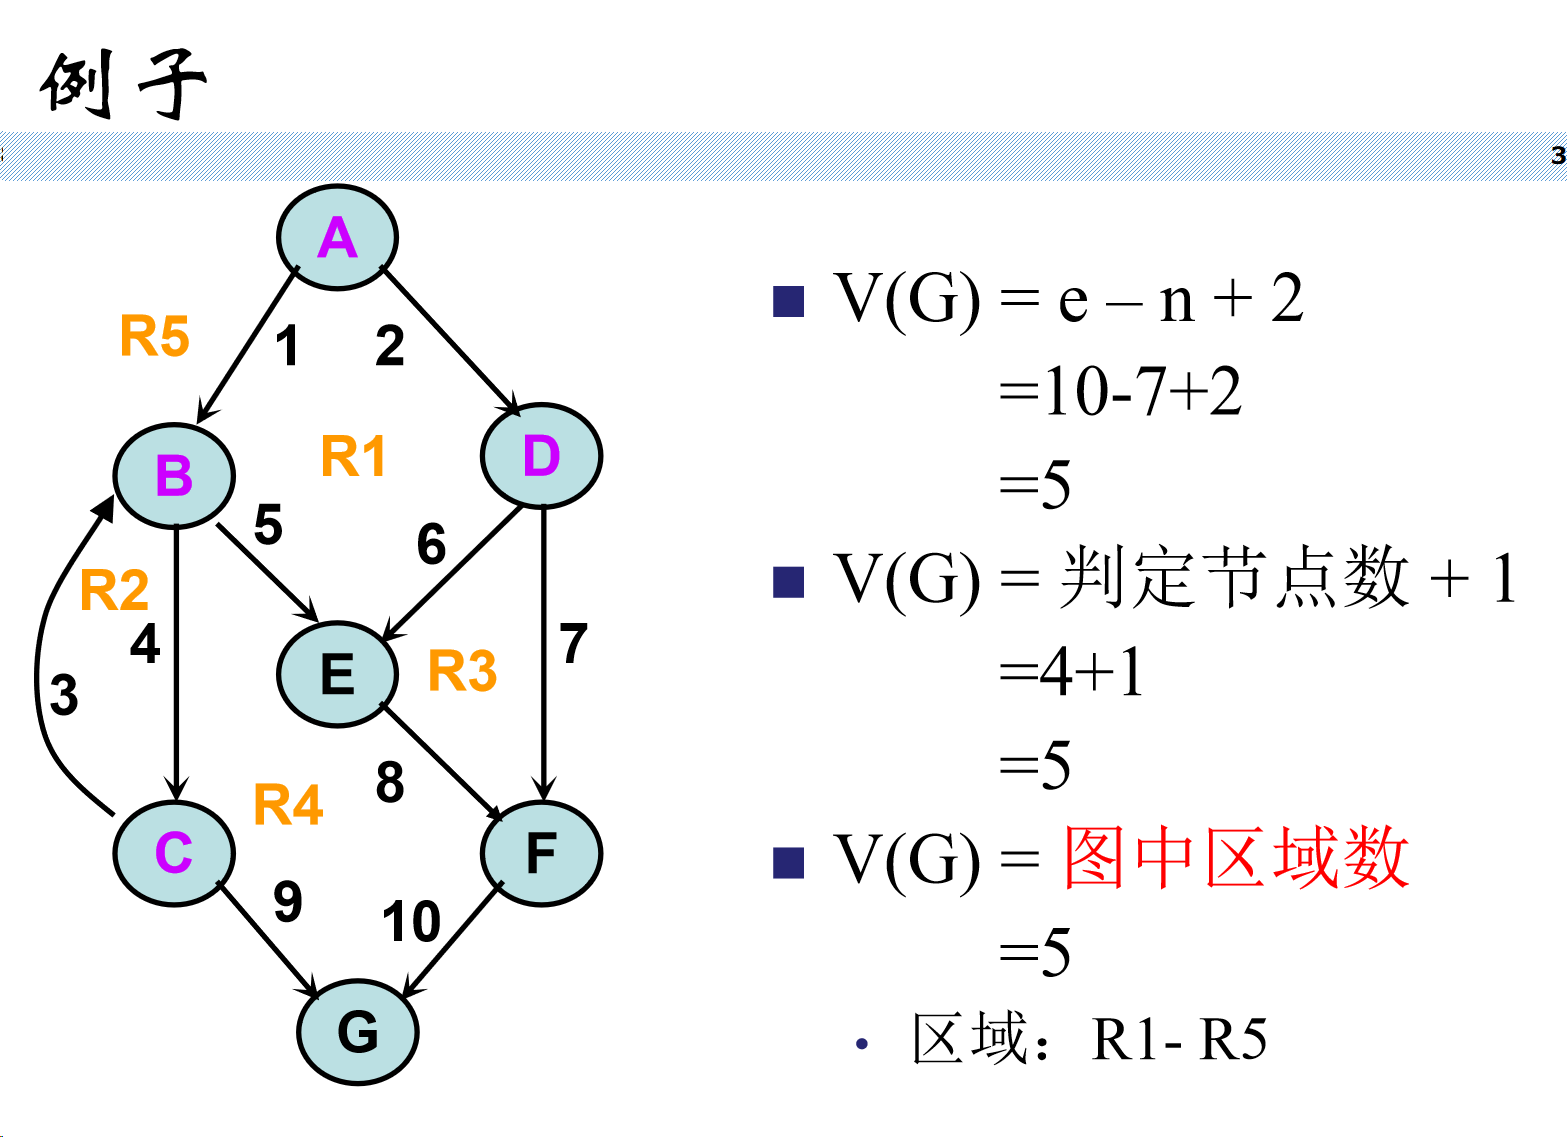 例子
3
A
R5
1
2
R1
B
D
5
6
R2
4
7
E
R3
3
8
R4
C
F
9
10
G
V(G) = e – n + 2
=10-7+2
=5
V(G) = 判定节点数 + 1
=4+1
=5
V(G) = 图中区域数
=5
区域：R1- R5